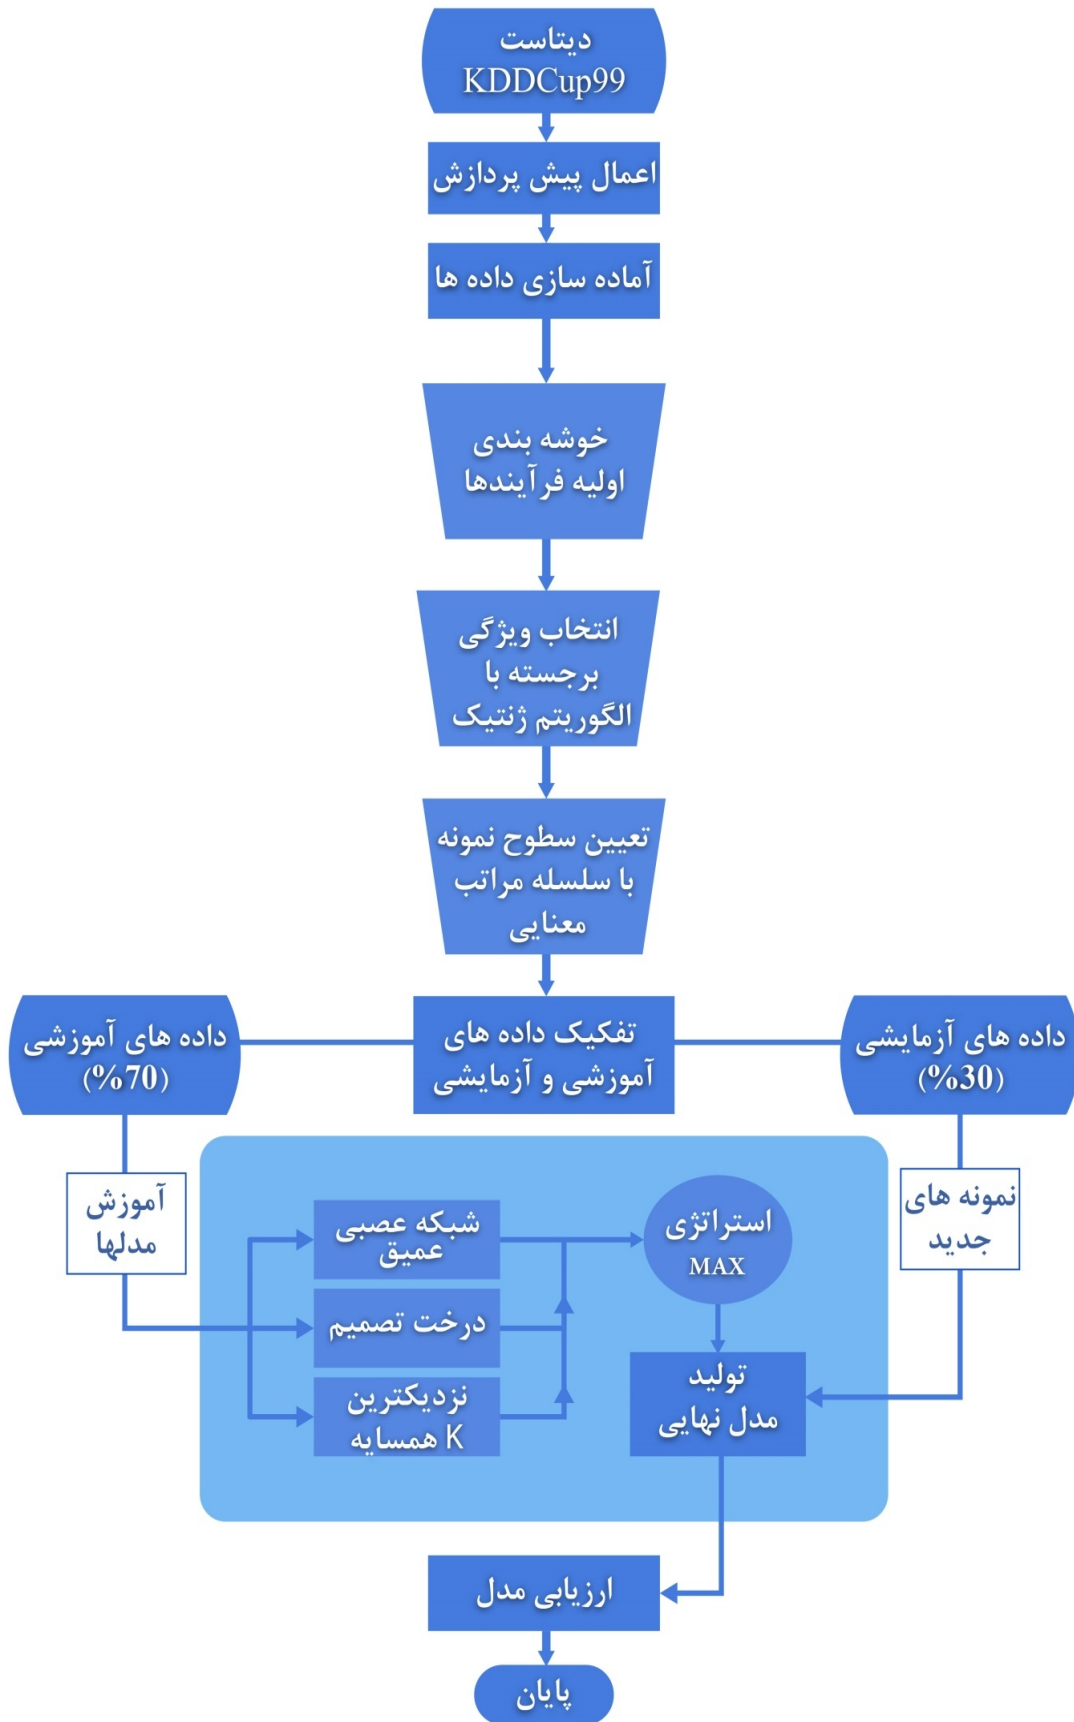 دیتاست
KDDCup99
اعمال پیش پردازش
آماده سازی داده ها
خوشه بندی
اولیه فرآیندها
انتخاب ویژگی
برجسته با
الگوریتم ژنتیک
تعیین سطوح نمونه
با سلسله مراتب
معنایی
تفکیک داده های
آموزشی و آزمایشی
داده های آزمایشی
(%30)
داده های آموزشی
(%70)
نمونه های
جدید
آموزش
مدلها
شبکه عصبی
عمیق
درخت تصمیم
نزدیکترین
K همسایه
استراتژی
MAX
تولید
مدل نهایی
ارزیابی مدل
پایان